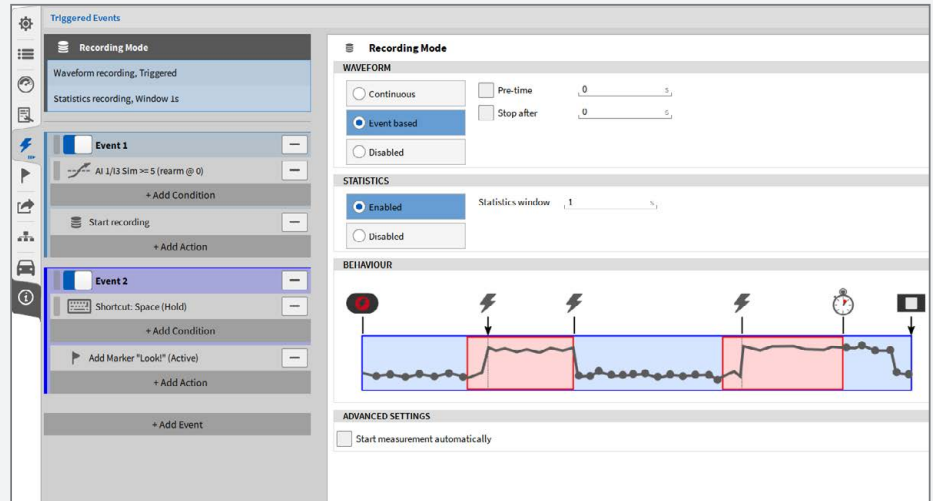 Triggered Events
Recording Mode
Waveform recording, Triggered
Statistics recording, Window 1s
Event 1
AI 1/I3 Sim >= 5 (rearm @ 0)
+ Add Condition
Start recording
+ Add Action
Event 2
Shortcut: Space (Hold)
+ Add Condition
Add Marker "Look!" (Active)
+ Add Action
+ Add Event
Recording Mode
WAVEFORM
Continuous
Pre-time 0 s
Event based
Stop after 0 s
Disabled
STATISTICS
Enabled
Statistics window 1 s
Disabled
BEHAVIOUR
ADVANCED SETTINGS
Start measurement automatically